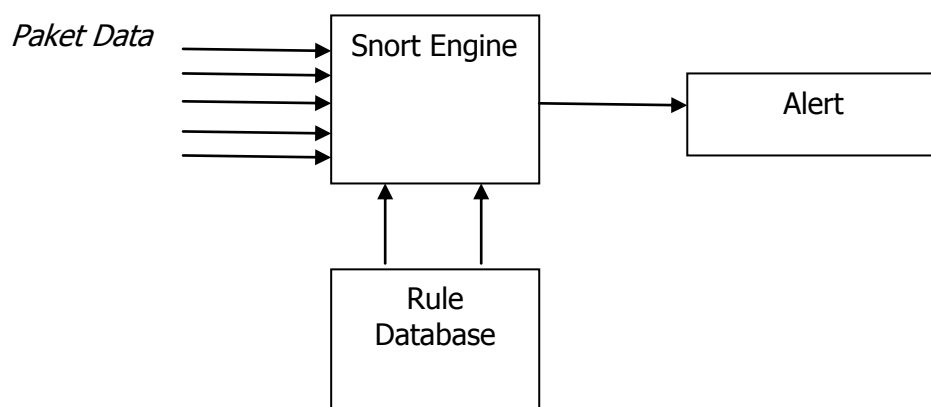 Paket Data
Snort Engine
Alert
Rule
Database